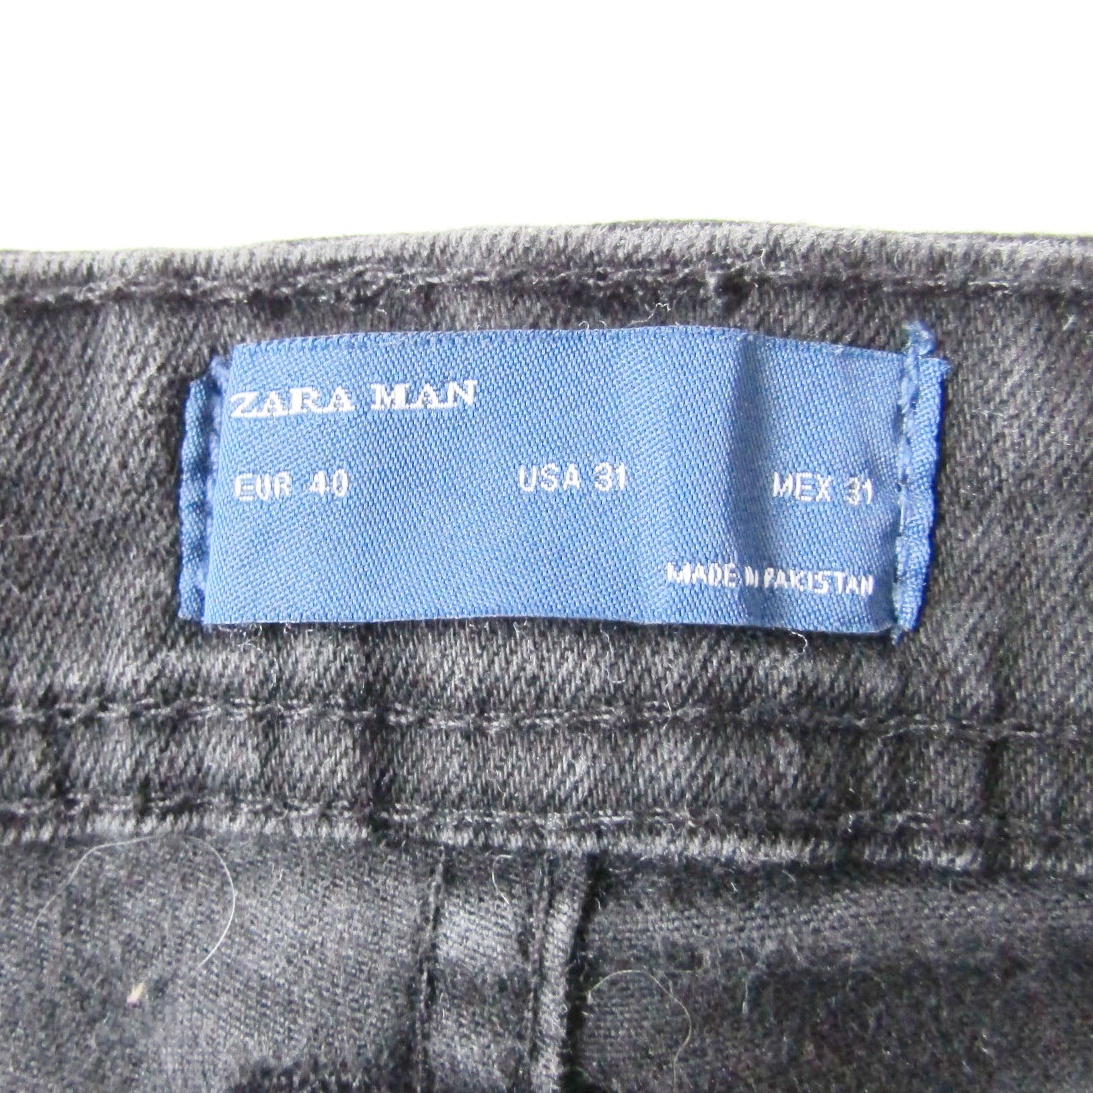 ZARA MAN
EUR 40 USA 31 MEX 31
MADE IN PAKISTAN